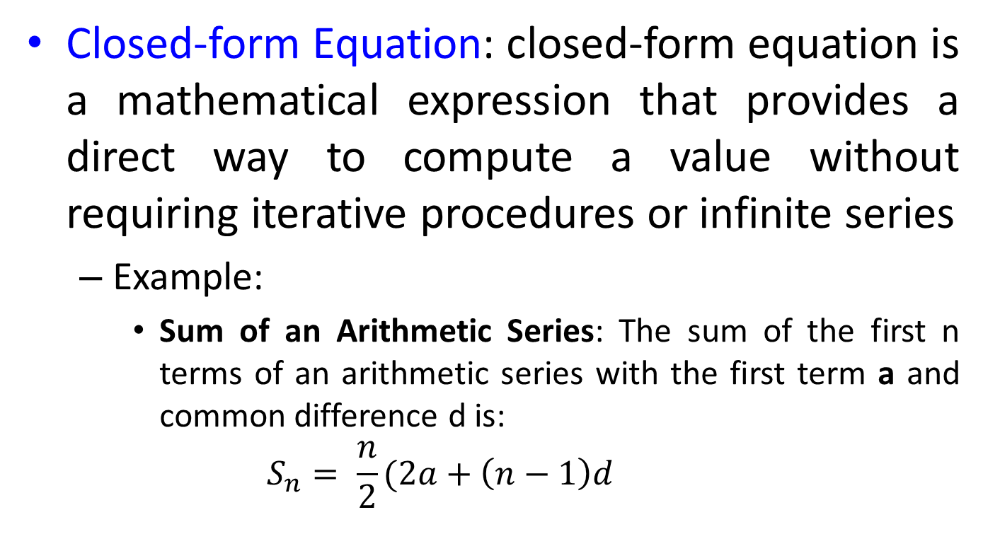 • Closed-form Equation: closed-form equation is
a mathematical expression that provides a
direct way to compute a value without
requiring iterative procedures or infinite series
– Example:
• Sum of an Arithmetic Series: The sum of the first n
terms of an arithmetic series with the first term a and
common difference d is:
Sₙ = n/2 (2a + (n − 1)d